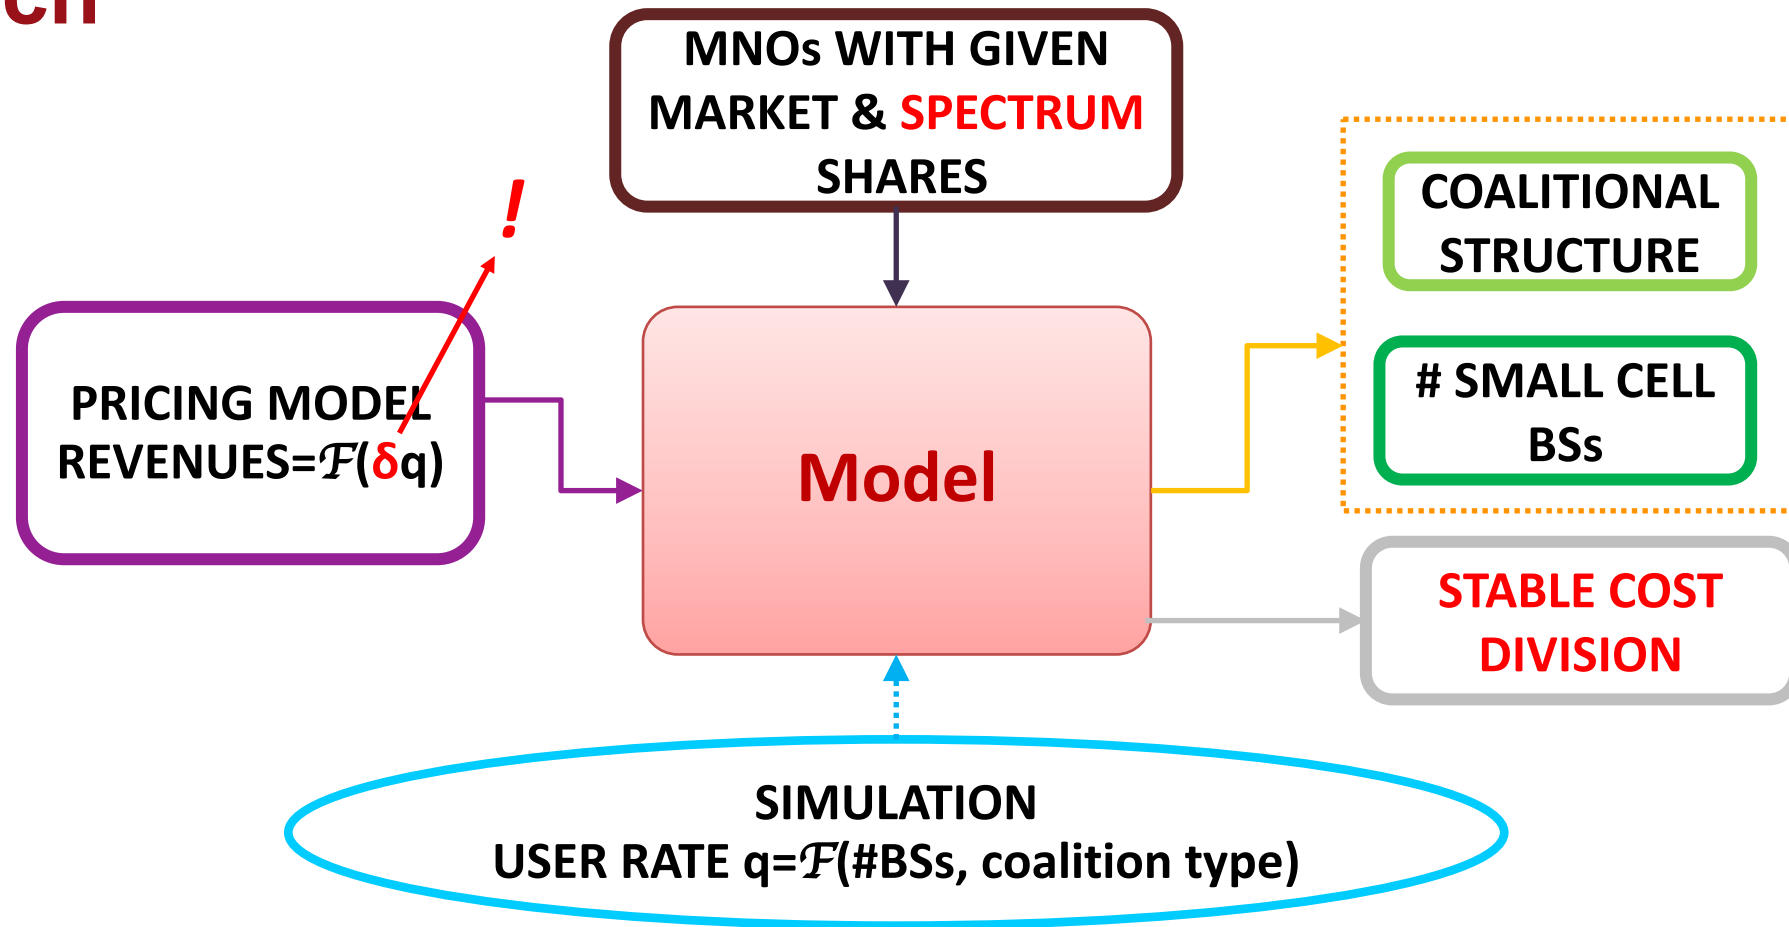 MNOs WITH GIVEN
MARKET & SPECTRUM
SHARES
!
COALITIONAL
STRUCTURE
PRICING MODEL
REVENUES=ℱ(δq)
# SMALL CELL
BSs
Model
STABLE COST
DIVISION
SIMULATION
USER RATE q=ℱ(#BSs, coalition type)